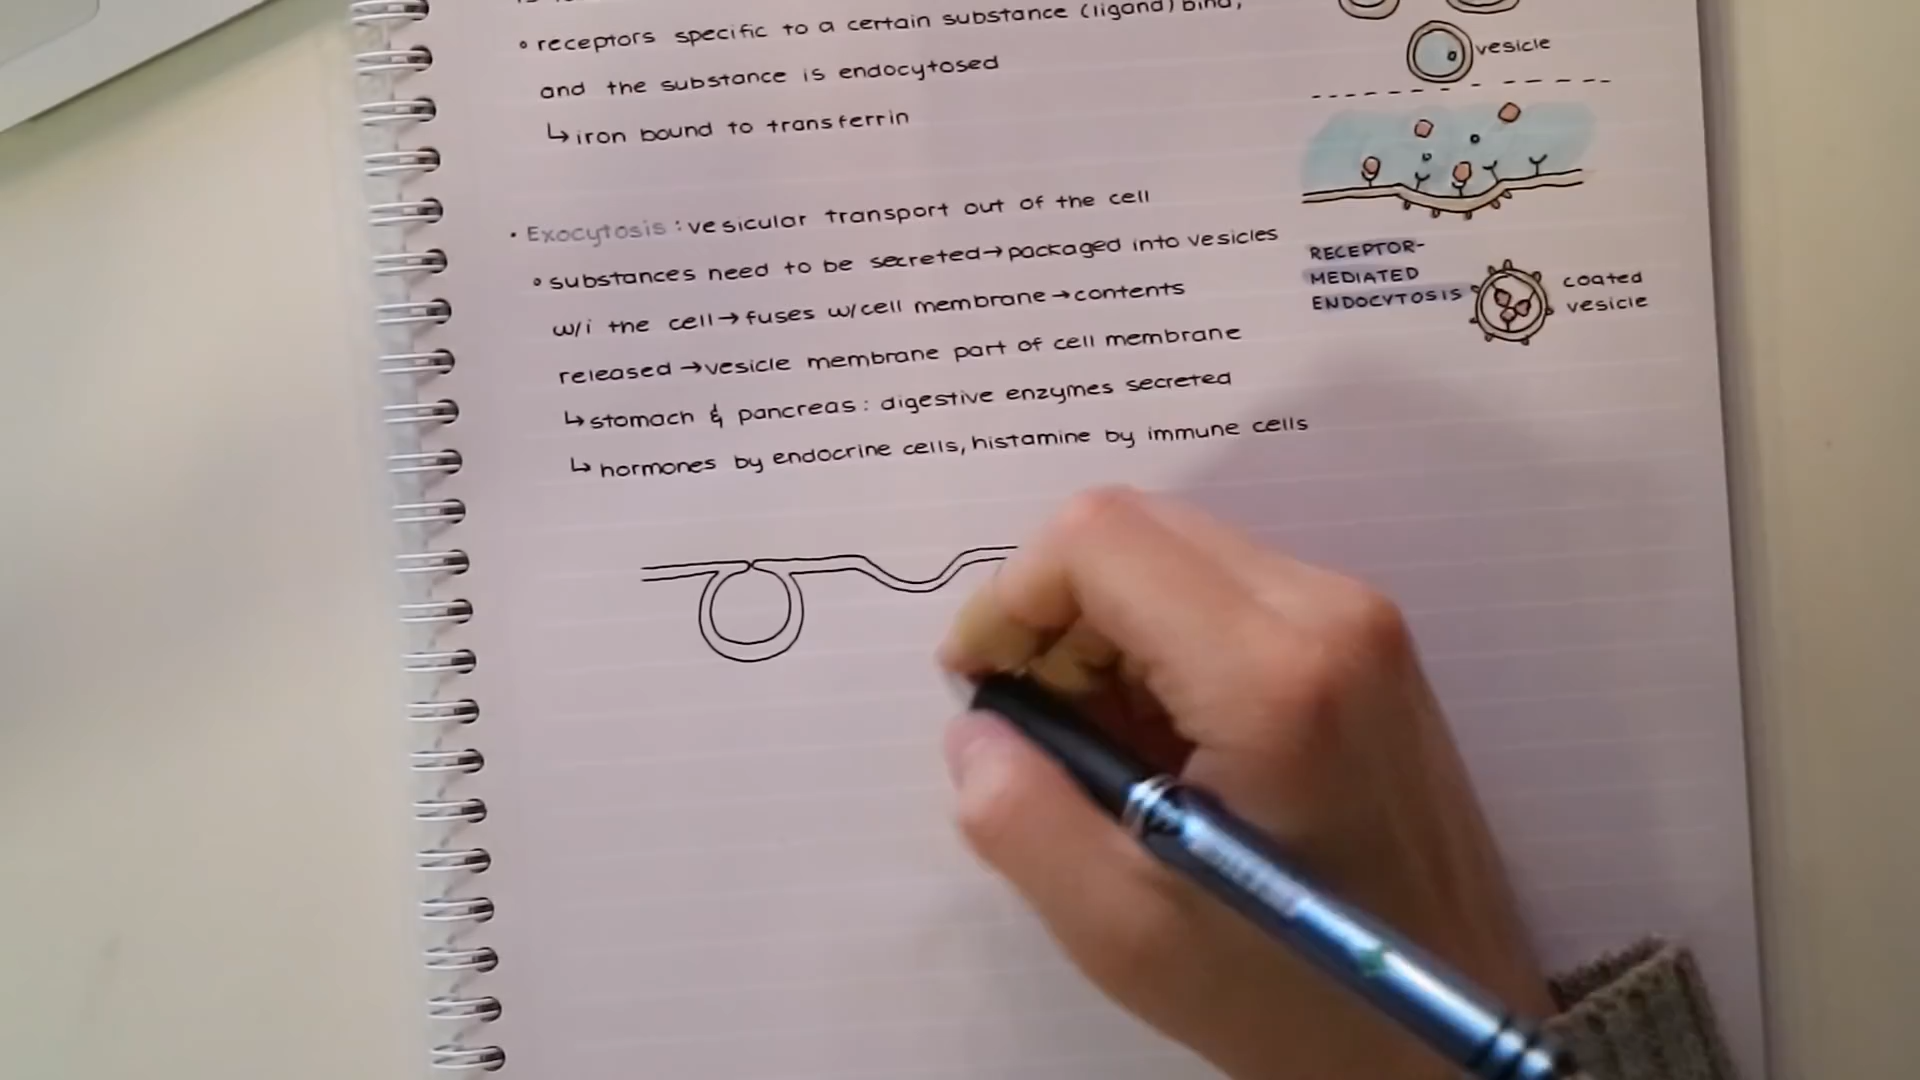 ◦ receptors specific to a certain substance (ligand) bind,
and the substance is endocytosed
↳ iron bound to transferrin
• Exocytosis: vesicular transport out of the cell
◦ substances need to be secreted → packaged into vesicles
w/i the cell → fuses w/cell membrane → contents
released → vesicle membrane part of cell membrane
↳ stomach & pancreas: digestive enzymes secreted
↳ hormones by endocrine cells, histamine by immune cells
vesicle
RECEPTOR-
MEDIATED
ENDOCYTOSIS
coated
vesicle